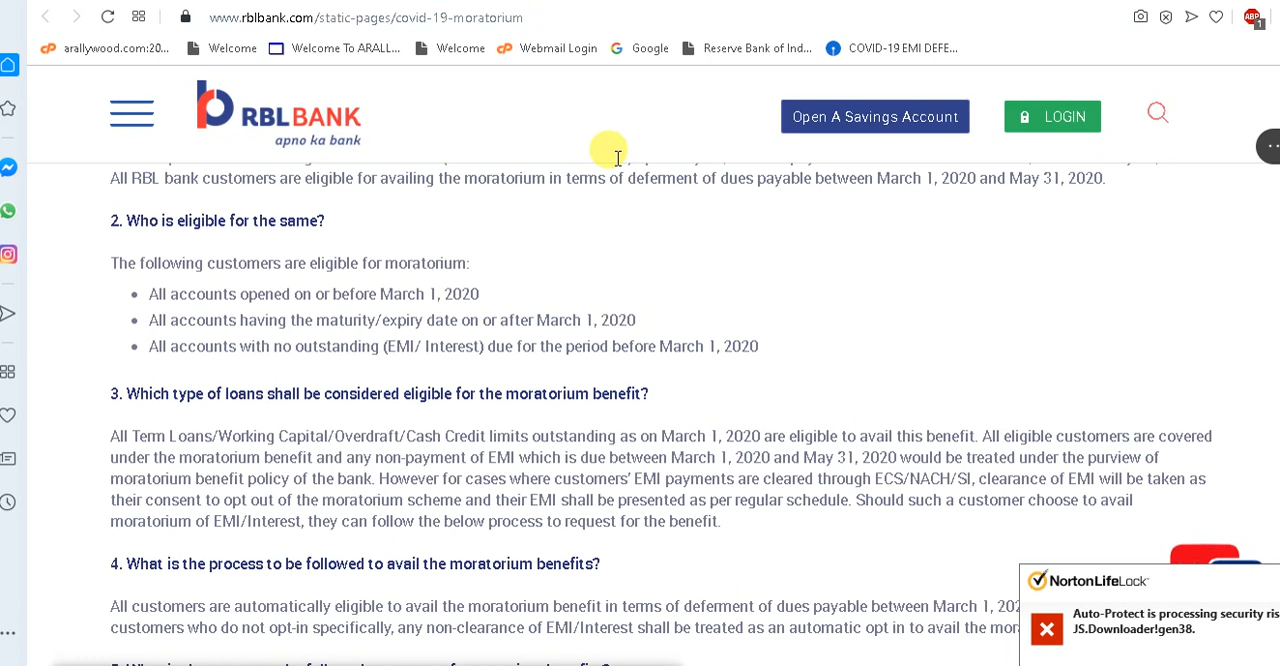 www.rblbank.com/static-pages/covid-19-moratorium
ABP
1
arallywood.com:20...
Welcome
Welcome To ARALL...
Welcome
Webmail Login
Google
Reserve Bank of Ind...
COVID-19 EMI DEFE...
RBLBANK
apno ka bank
Open A Savings Account
LOGIN
All RBL bank customers are eligible for availing the moratorium in terms of deferment of dues payable between March 1, 2020 and May 31, 2020.
2. Who is eligible for the same?
The following customers are eligible for moratorium:
• All accounts opened on or before March 1, 2020
• All accounts having the maturity/expiry date on or after March 1, 2020
• All accounts with no outstanding (EMI/ Interest) due for the period before March 1, 2020
3. Which type of loans shall be considered eligible for the moratorium benefit?
All Term Loans/Working Capital/Overdraft/Cash Credit limits outstanding as on March 1, 2020 are eligible to avail this benefit. All eligible customers are covered
under the moratorium benefit and any non-payment of EMI which is due between March 1, 2020 and May 31, 2020 would be treated under the purview of
moratorium benefit policy of the bank. However for cases where customers' EMI payments are cleared through ECS/NACH/SI, clearance of EMI will be taken as
their consent to opt out of the moratorium scheme and their EMI shall be presented as per regular schedule. Should such a customer choose to avail
moratorium of EMI/Interest, they can follow the below process to request for the benefit.
4. What is the process to be followed to avail the moratorium benefits?
All customers are automatically eligible to avail the moratorium benefit in terms of deferment of dues payable between March 1, 202
customers who do not opt-in specifically, any non-clearance of EMI/Interest shall be treated as an automatic opt in to avail the mora
NortonLifeLock
Auto-Protect is processing security ris
JS.Downloader!gen38.